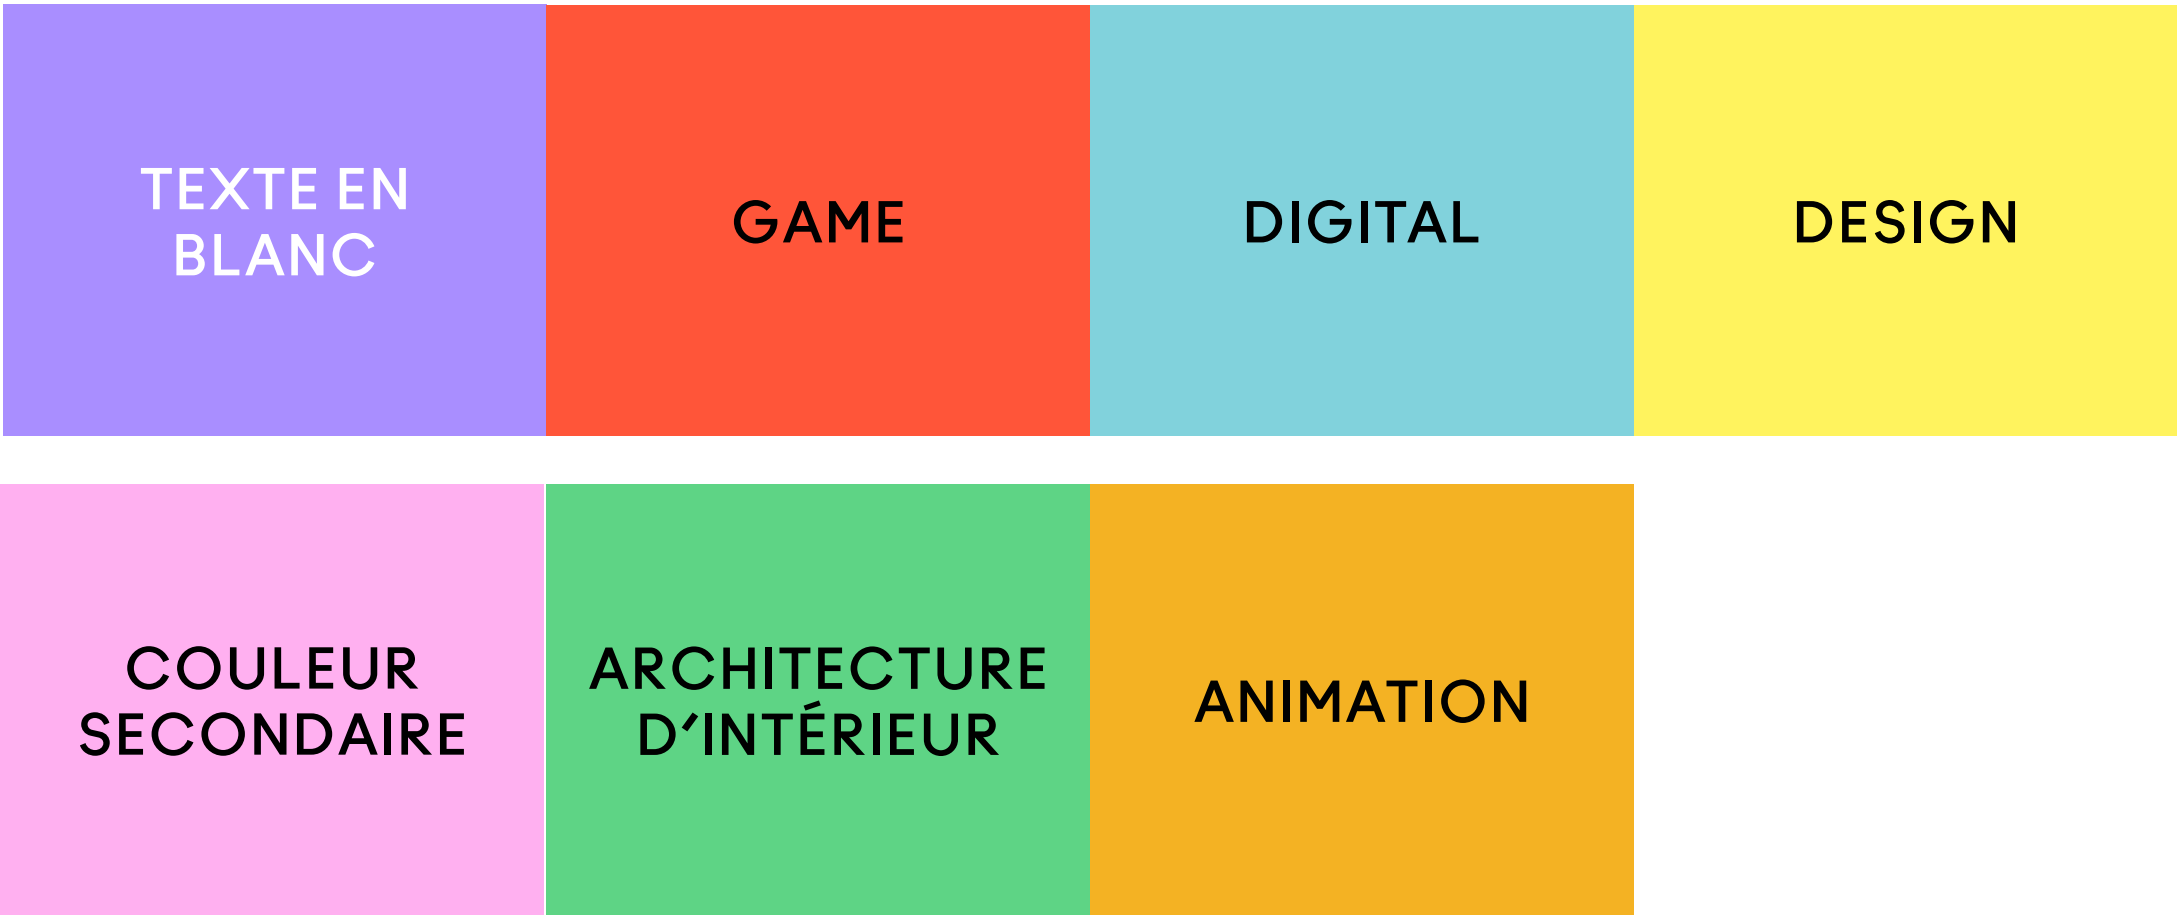 TEXTE EN
BLANC
GAME
DIGITAL
DESIGN
COULEUR
SECONDAIRE
ARCHITECTURE
D'INTÉRIEUR
ANIMATION